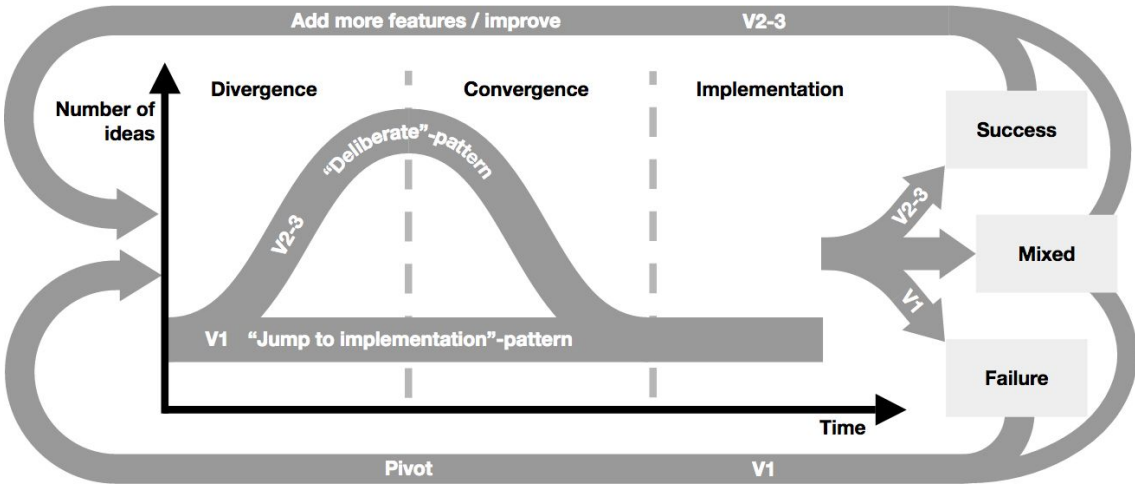 Add more features / improve V2-3
Divergence Convergence Implementation
Number of
ideas
"Deliberate"-pattern
V2-3
V1 "Jump to implementation"-pattern
Time
V2-3
V1
Success
Mixed
Failure
Pivot V1